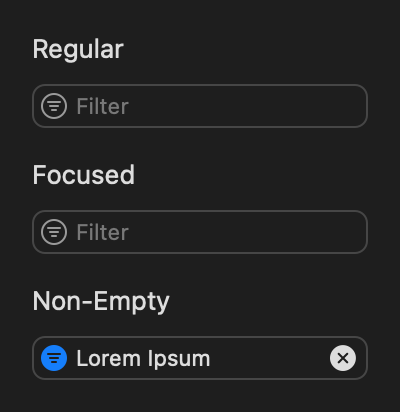 Regular
Filter
Focused
Filter
Non-Empty
Lorem Ipsum